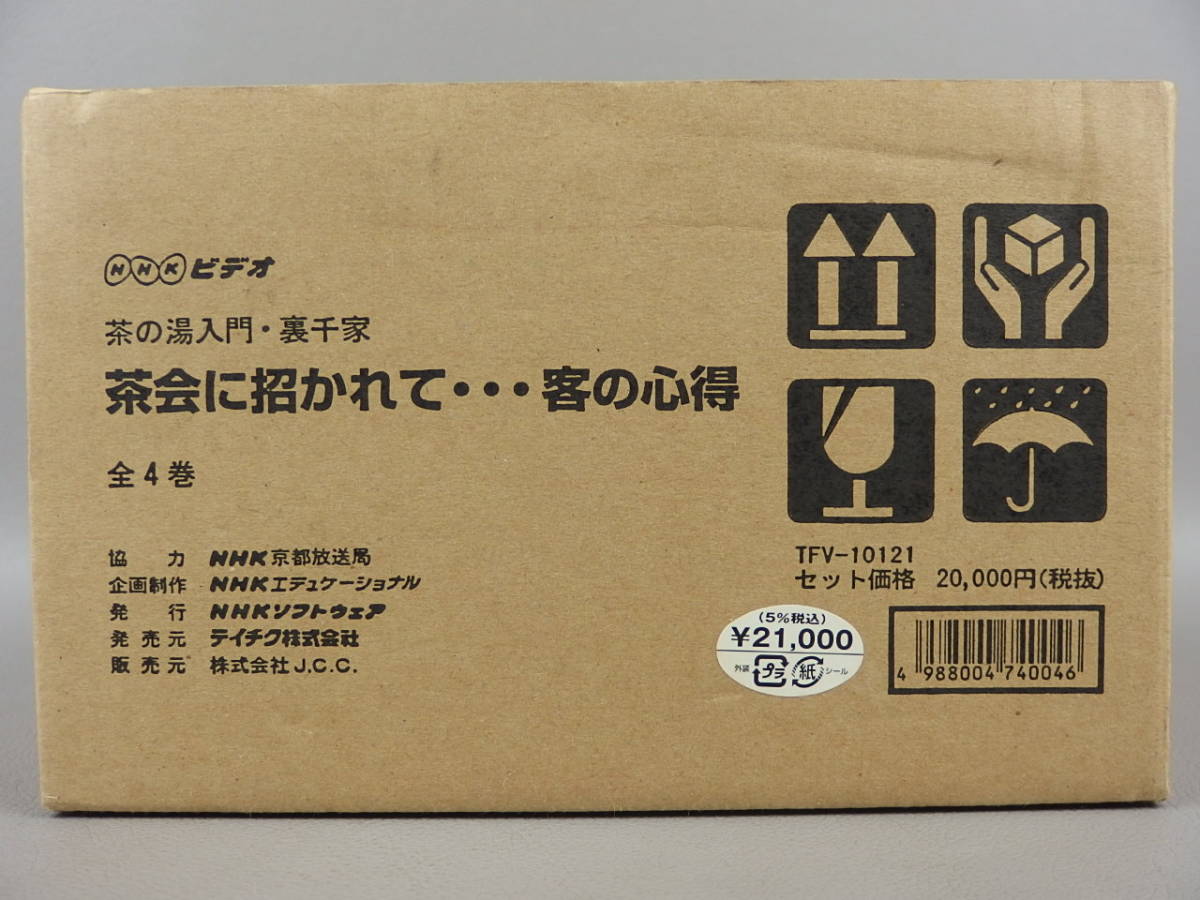 NHKビデオ
茶の湯入門・裏千家
茶会に招かれて・・・客の心得
全4巻
協力 NHK京都放送局
企画制作 NHKエデュケーショナル
発行 NHKソフトウェア
発売元 テイチク株式会社
販売元 株式会社J.C.C.
TFV-10121
セット価格 20,000円(税抜)
(5%税込)
¥21,000
外装 プラ 紙 シール
4 988004 740046